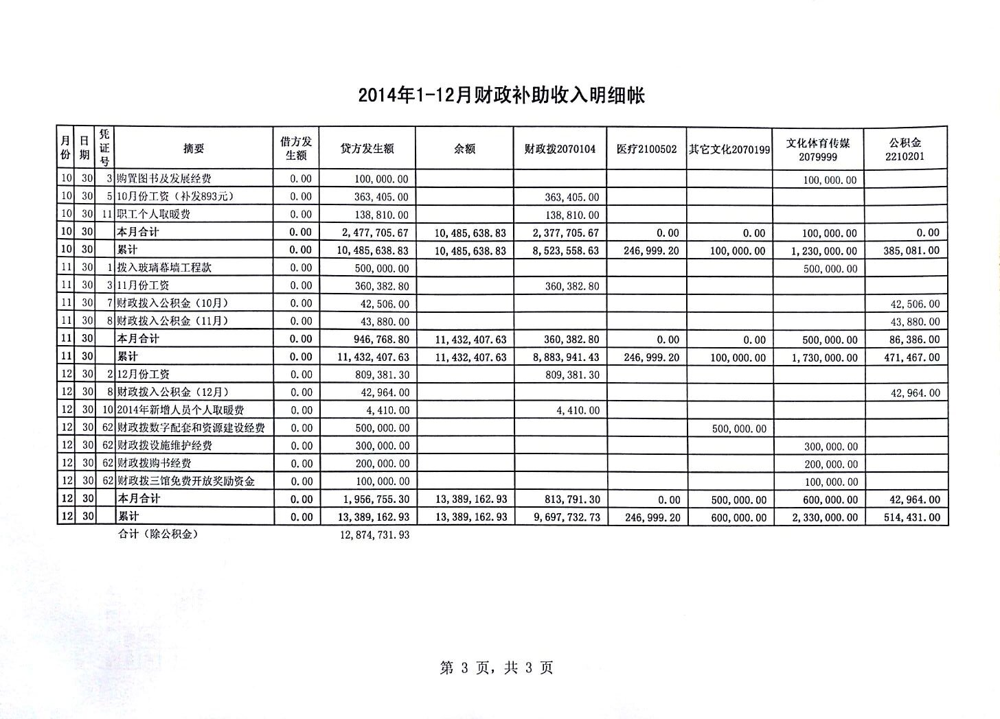 2014年1-12月财政补助收入明细帐
月份 日期 凭证号 摘要 借方发生额 贷方发生额 余额 财政拨2070104 医疗2100502 其它文化2070199 文化体育传媒2079999 公积金2210201
10 30 3 购置图书及发展经费 0.00 100,000.00 100,000.00
10 30 5 10月份工资（补发893元） 0.00 363,405.00 363,405.00
10 30 11 职工个人取暖费 0.00 138,810.00 138,810.00
10 30 本月合计 0.00 2,477,705.67 10,485,638.83 2,377,705.67 0.00 0.00 100,000.00 0.00
10 30 累计 0.00 10,485,638.83 10,485,638.83 8,523,558.63 246,999.20 100,000.00 1,230,000.00 385,081.00
11 30 1 拨入玻璃幕墙工程款 0.00 500,000.00 500,000.00
11 30 3 11月份工资 0.00 360,382.80 360,382.80
11 30 7 财政拨入公积金（10月） 0.00 42,506.00 42,506.00
11 30 8 财政拨入公积金（11月） 0.00 43,880.00 43,880.00
11 30 本月合计 0.00 946,768.80 11,432,407.63 360,382.80 0.00 0.00 500,000.00 86,386.00
11 30 累计 0.00 11,432,407.63 11,432,407.63 8,883,941.43 246,999.20 100,000.00 1,730,000.00 471,467.00
12 30 2 12月份工资 0.00 809,381.30 809,381.30
12 30 8 财政拨入公积金（12月） 0.00 42,964.00 42,964.00
12 30 10 2014年新增人员个人取暖费 0.00 4,410.00 4,410.00
12 30 62 财政拨数字配套和资源建设经费 0.00 500,000.00 500,000.00
12 30 62 财政拨设施维护经费 0.00 300,000.00 300,000.00
12 30 62 财政拨购书经费 0.00 200,000.00 200,000.00
12 30 62 财政拨三馆免费开放奖励资金 0.00 100,000.00 100,000.00
12 30 本月合计 0.00 1,956,755.30 13,389,162.93 813,791.30 0.00 500,000.00 600,000.00 42,964.00
12 30 累计 0.00 13,389,162.93 13,389,162.93 9,697,732.73 246,999.20 600,000.00 2,330,000.00 514,431.00
合计（除公积金） 12,874,731.93
第 3 页，共 3 页